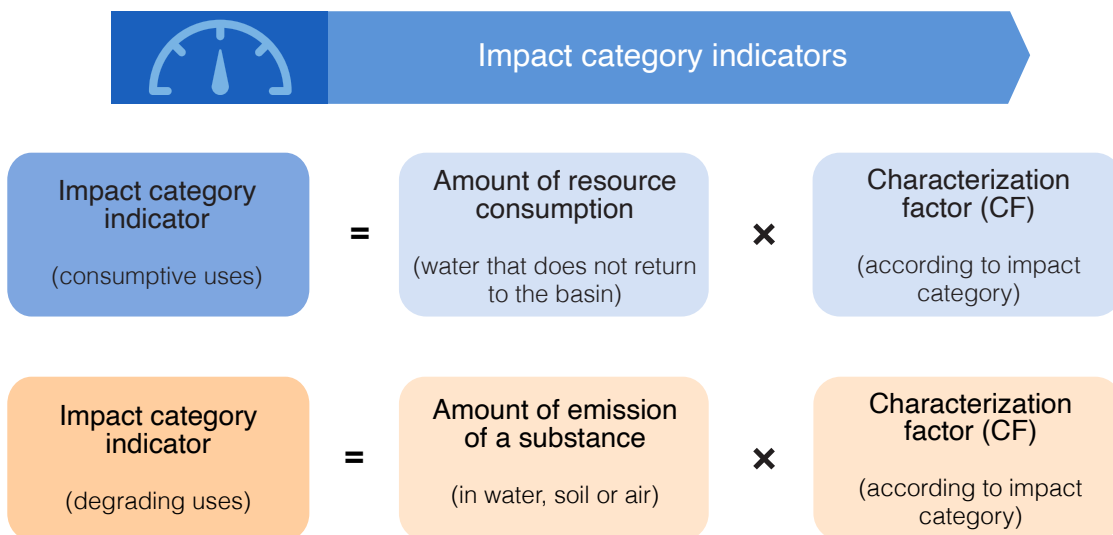 Impact category indicators
Impact category
indicator
(consumptive uses)
=
Amount of resource
consumption
(water that does not return
to the basin)
×
Characterization
factor (CF)
(according to impact
category)
Impact category
indicator
(degrading uses)
=
Amount of emission
of a substance
(in water, soil or air)
×
Characterization
factor (CF)
(according to impact
category)